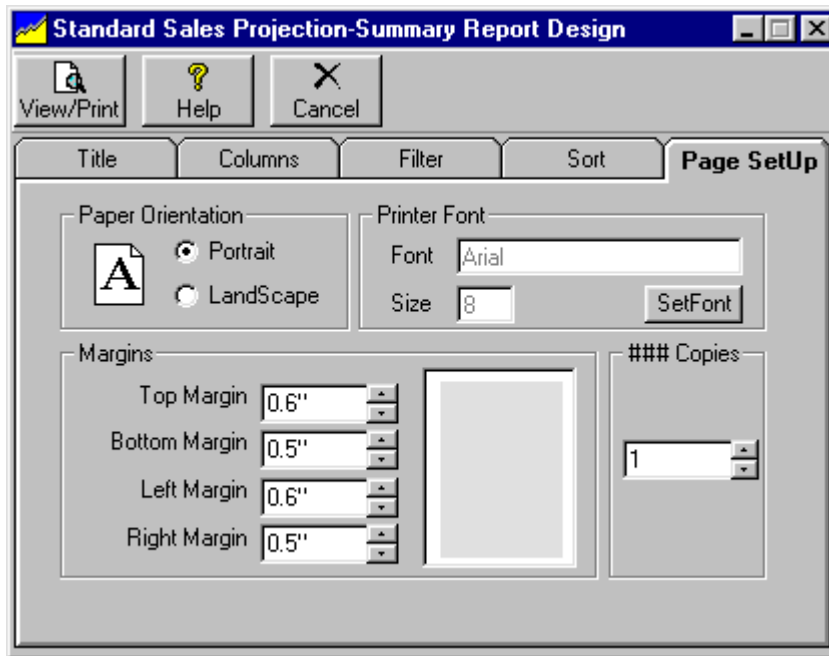 Standard Sales Projection-Summary Report Design
View/Print Help Cancel
Title Columns Filter Sort Page SetUp
Paper Orientation
A
Portrait
LandScape
Printer Font
Font Arial
Size 8 SetFont
Margins
Top Margin 0.6"
Bottom Margin 0.5"
Left Margin 0.6"
Right Margin 0.5"
### Copies
1